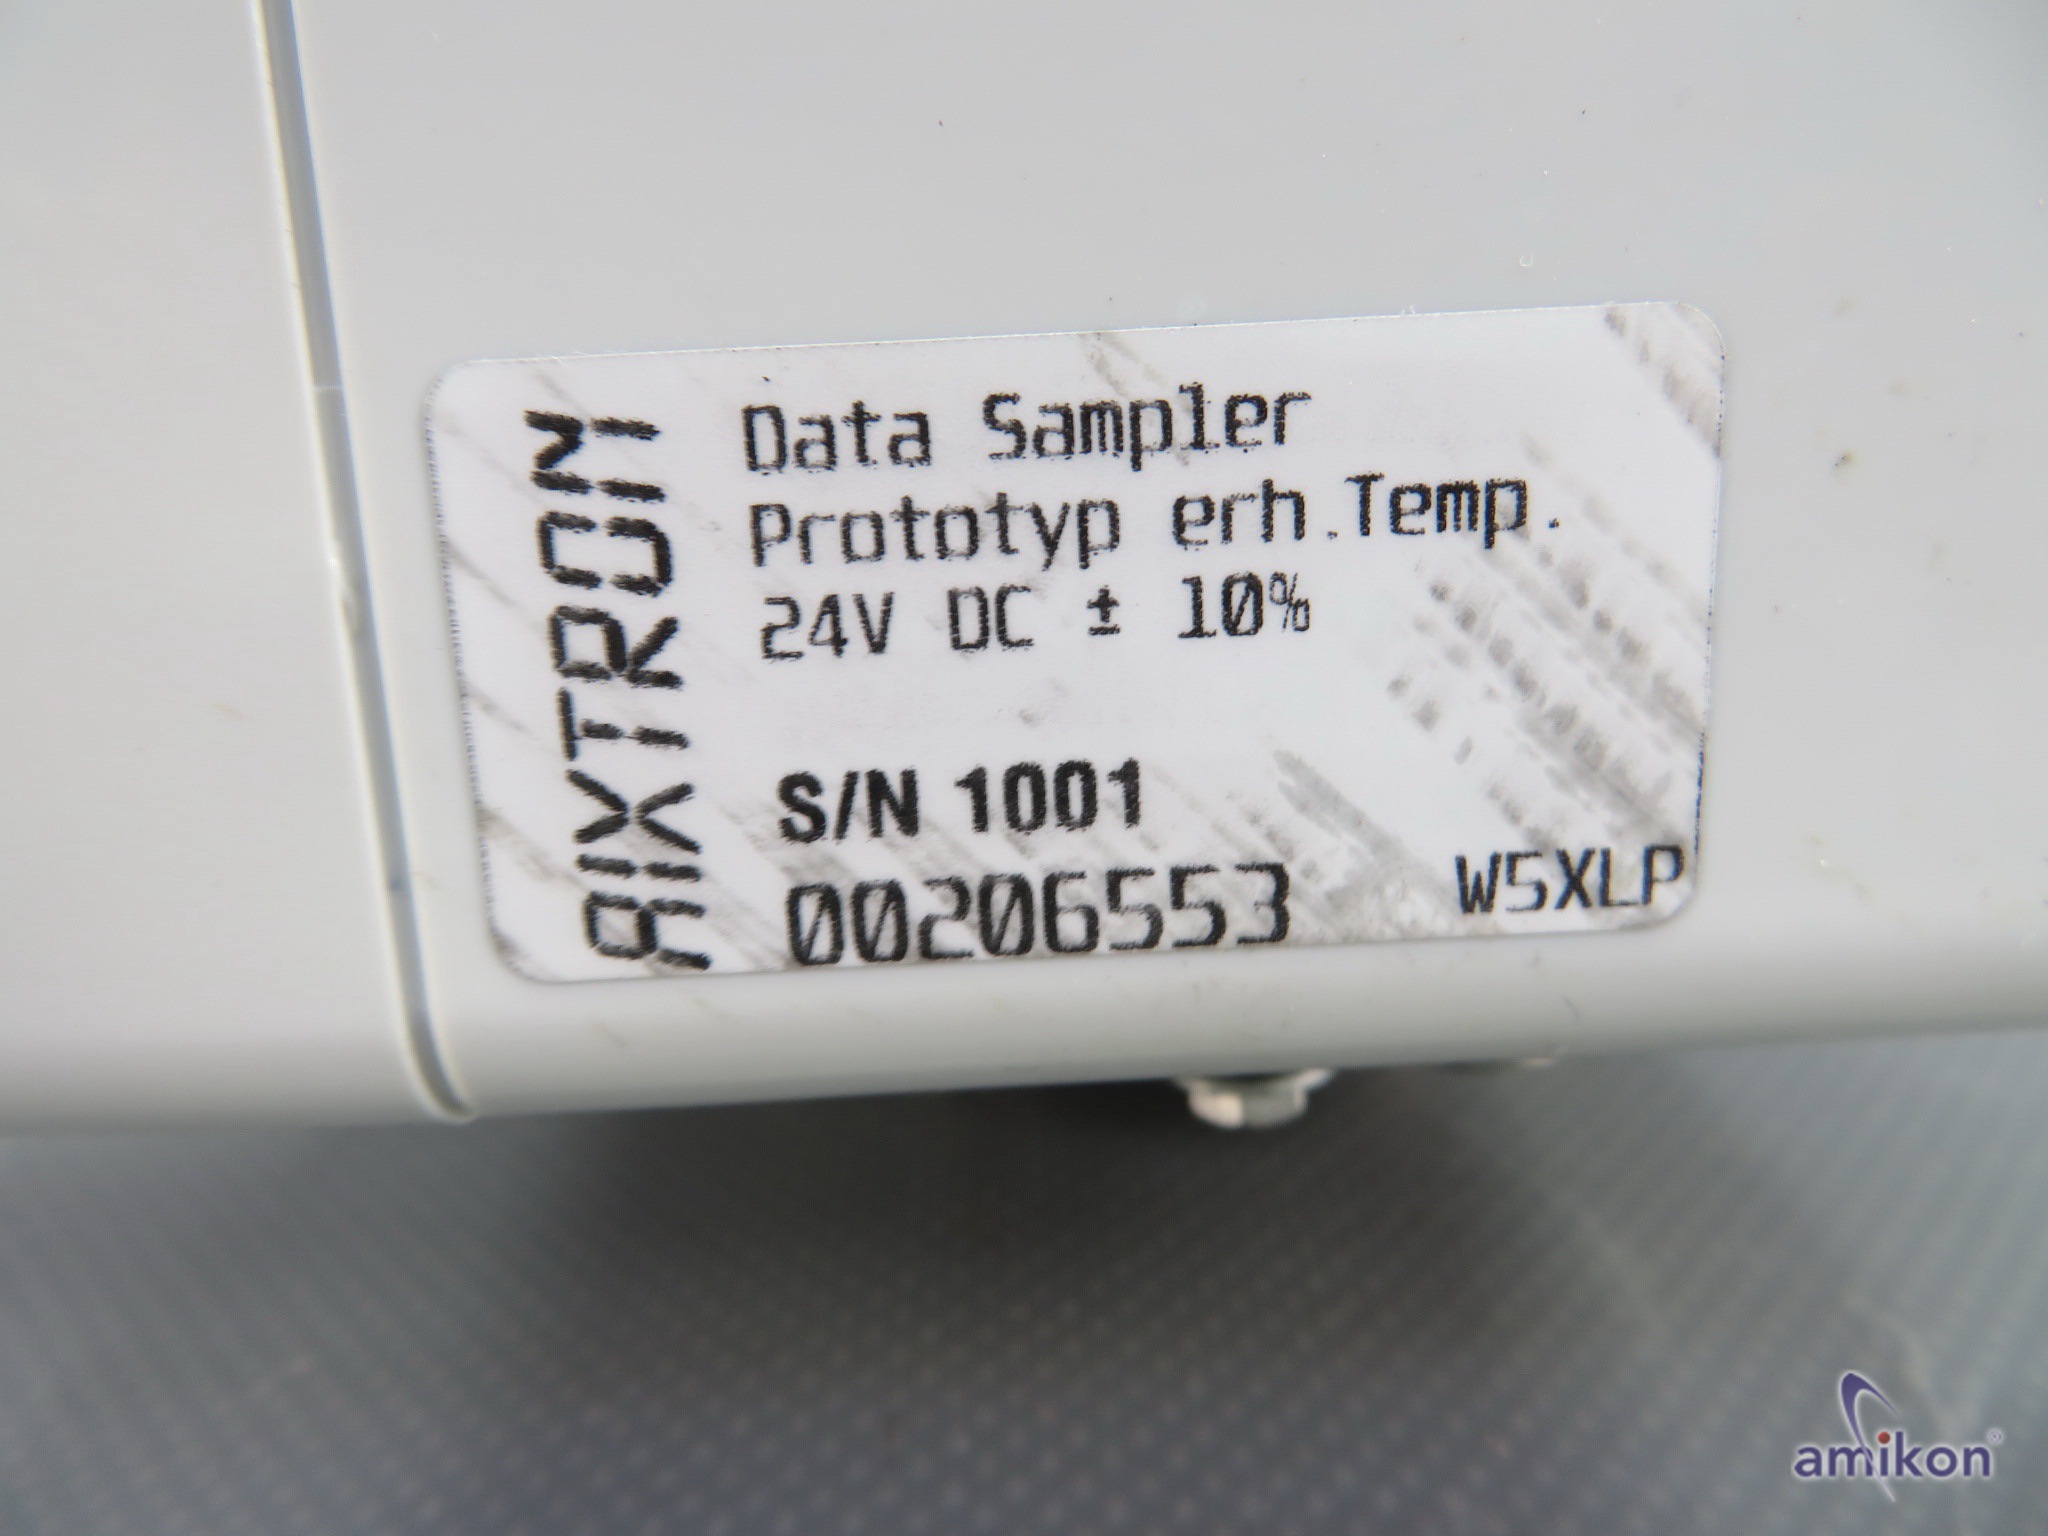 AIXTRON
Data Sampler
Prototyp erh.Temp.
24V DC ± 10%
S/N 1001
00206553
W5XLP
amikon®